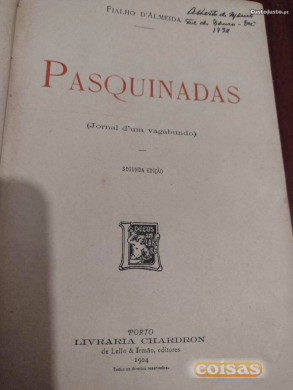 FIALHO D'ALMEIDA
PASQUINADAS
(Jornal d'um vagabundo)
SEGUNDA EDIÇÃO
DECUS
PORTO
LIVRARIA CHARDRON
de Lello & Irmão, editores
1904
Todos os direitos reservados.
coisas